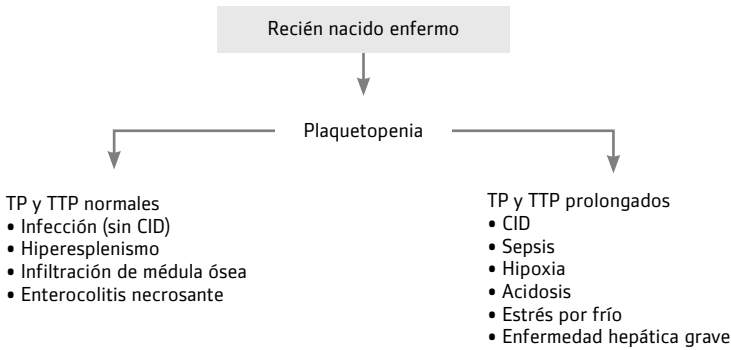 Recién nacido enfermo
Plaquetopenia
TP y TTP normales
• Infección (sin CID)
• Hiperesplenismo
• Infiltración de médula ósea
• Enterocolitis necrosante
TP y TTP prolongados
• CID
• Sepsis
• Hipoxia
• Acidosis
• Estrés por frío
• Enfermedad hepática grave